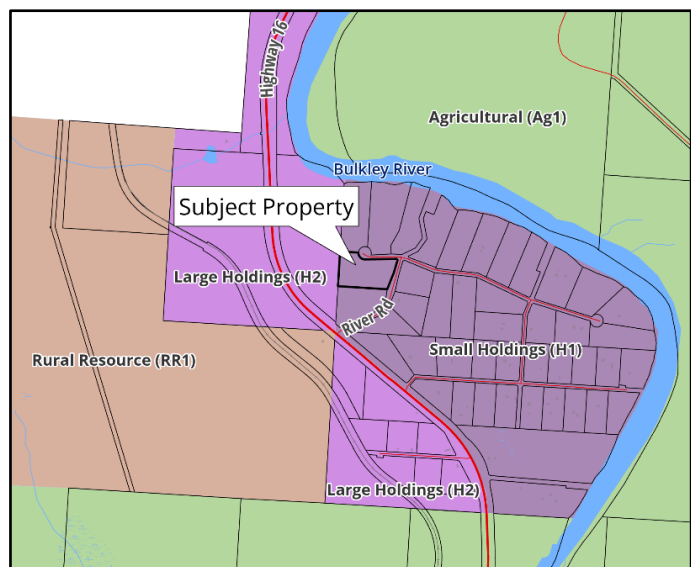 Highway 16
Agricultural (Ag1)
Bulkley River
Subject Property
Large Holdings (H2)
River Rd
Small Holdings (H1)
Rural Resource (RR1)
Large Holdings (H2)